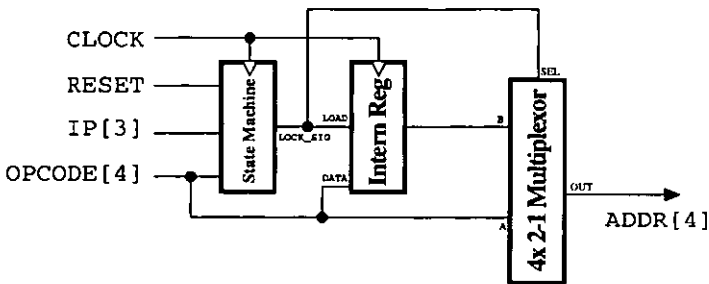 CLOCK
RESET
IP[3]
OPCODE[4]
State Machine
LOCK_SIG
LOAD
DATA
Intern Reg
SEL
B
A
4x 2-1 Multiplexor
OUT
ADDR[4]